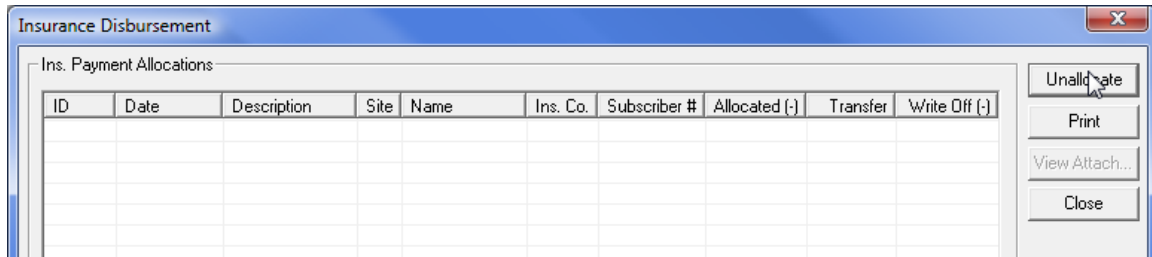 Insurance Disbursement
Ins. Payment Allocations
Unallocate
ID Date Description Site Name Ins. Co. Subscriber # Allocated (-) Transfer Write Off (-)
Print
View Attach...
Close